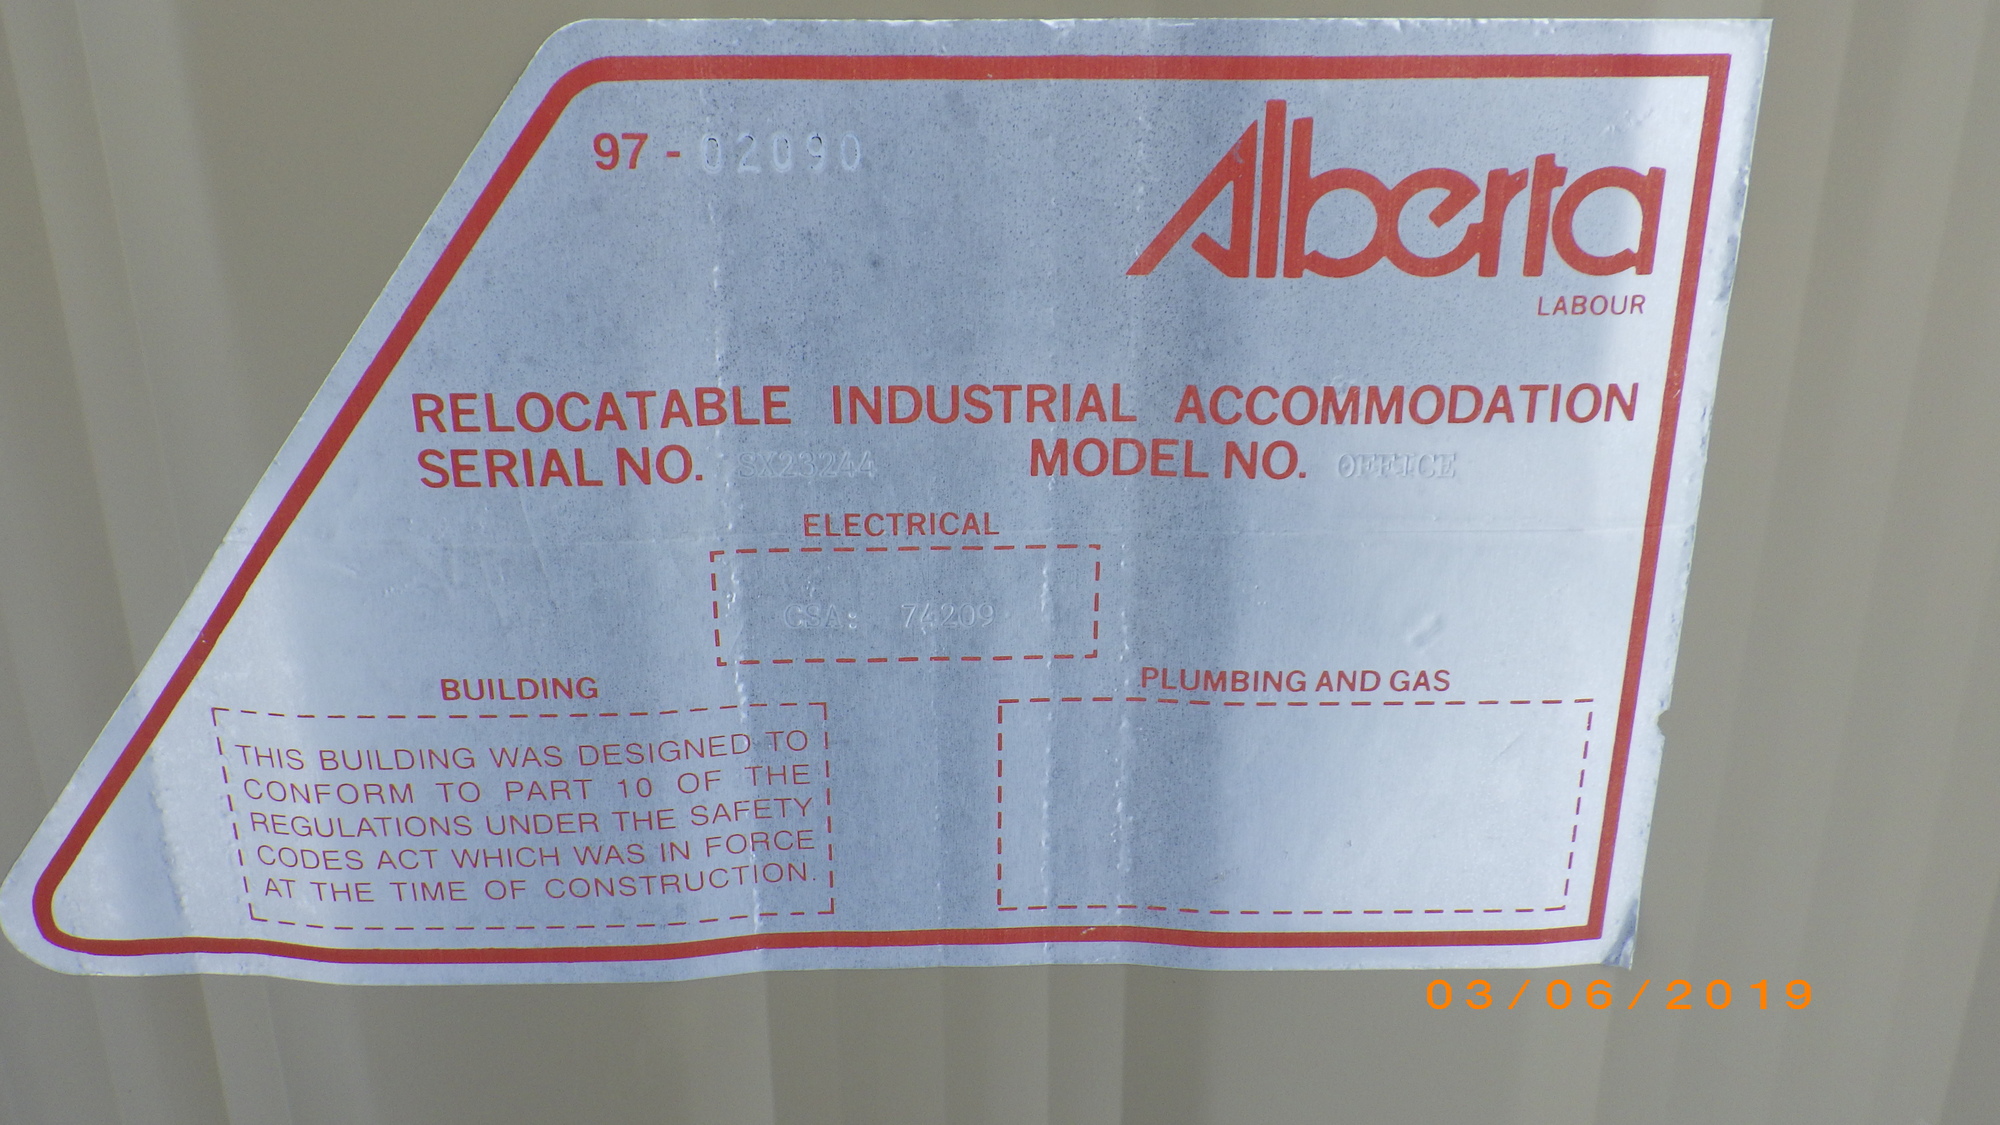 97 - 02090
Alberta
LABOUR
RELOCATABLE INDUSTRIAL ACCOMMODATION
SERIAL NO. SX23244 MODEL NO. OFFICE
ELECTRICAL
CSA: 74209
BUILDING
THIS BUILDING WAS DESIGNED TO
CONFORM TO PART 10 OF THE
REGULATIONS UNDER THE SAFETY
CODES ACT WHICH WAS IN FORCE
AT THE TIME OF CONSTRUCTION.
PLUMBING AND GAS
03/06/2019